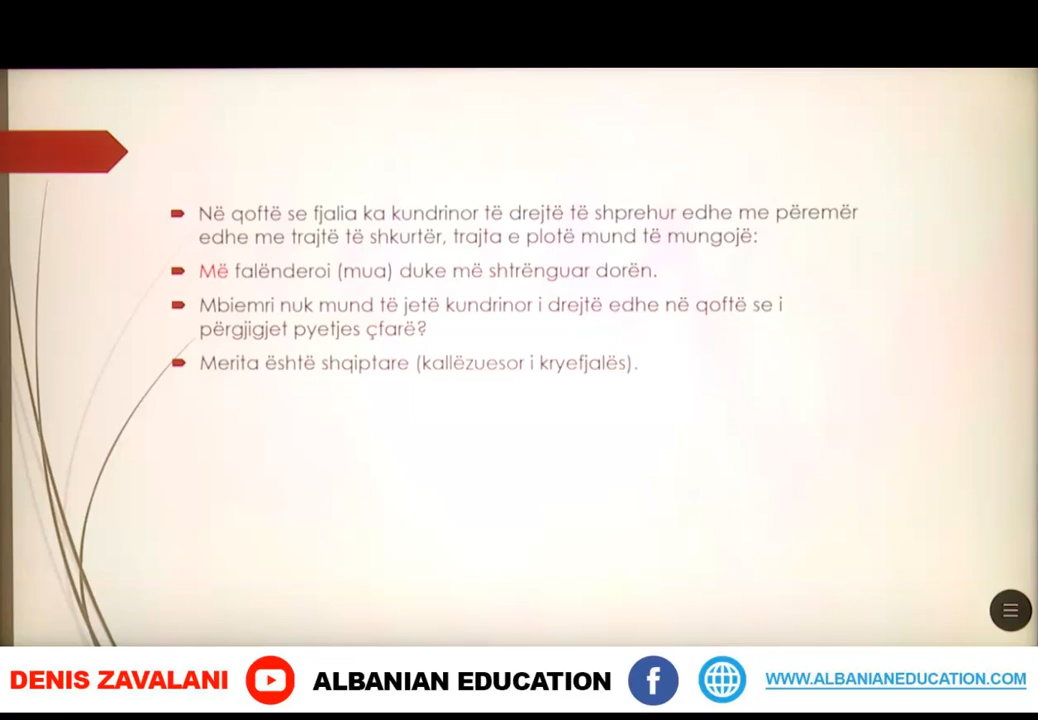 Në qoftë se fjalia ka kundrinor të drejtë të shprehur edhe me përemër
edhe me trajtë të shkurtër, trajta e plotë mund të mungojë:
Më falënderoi (mua) duke më shtrënguar dorën.
Mbiemri nuk mund të jetë kundrinor i drejtë edhe në qoftë se i
përgjigjet pyetjes çfarë?
Merita është shqiptare (kallëzuesor i kryefjalës).
DENIS ZAVALANI ALBANIAN EDUCATION f WWW.ALBANIANEDUCATION.COM